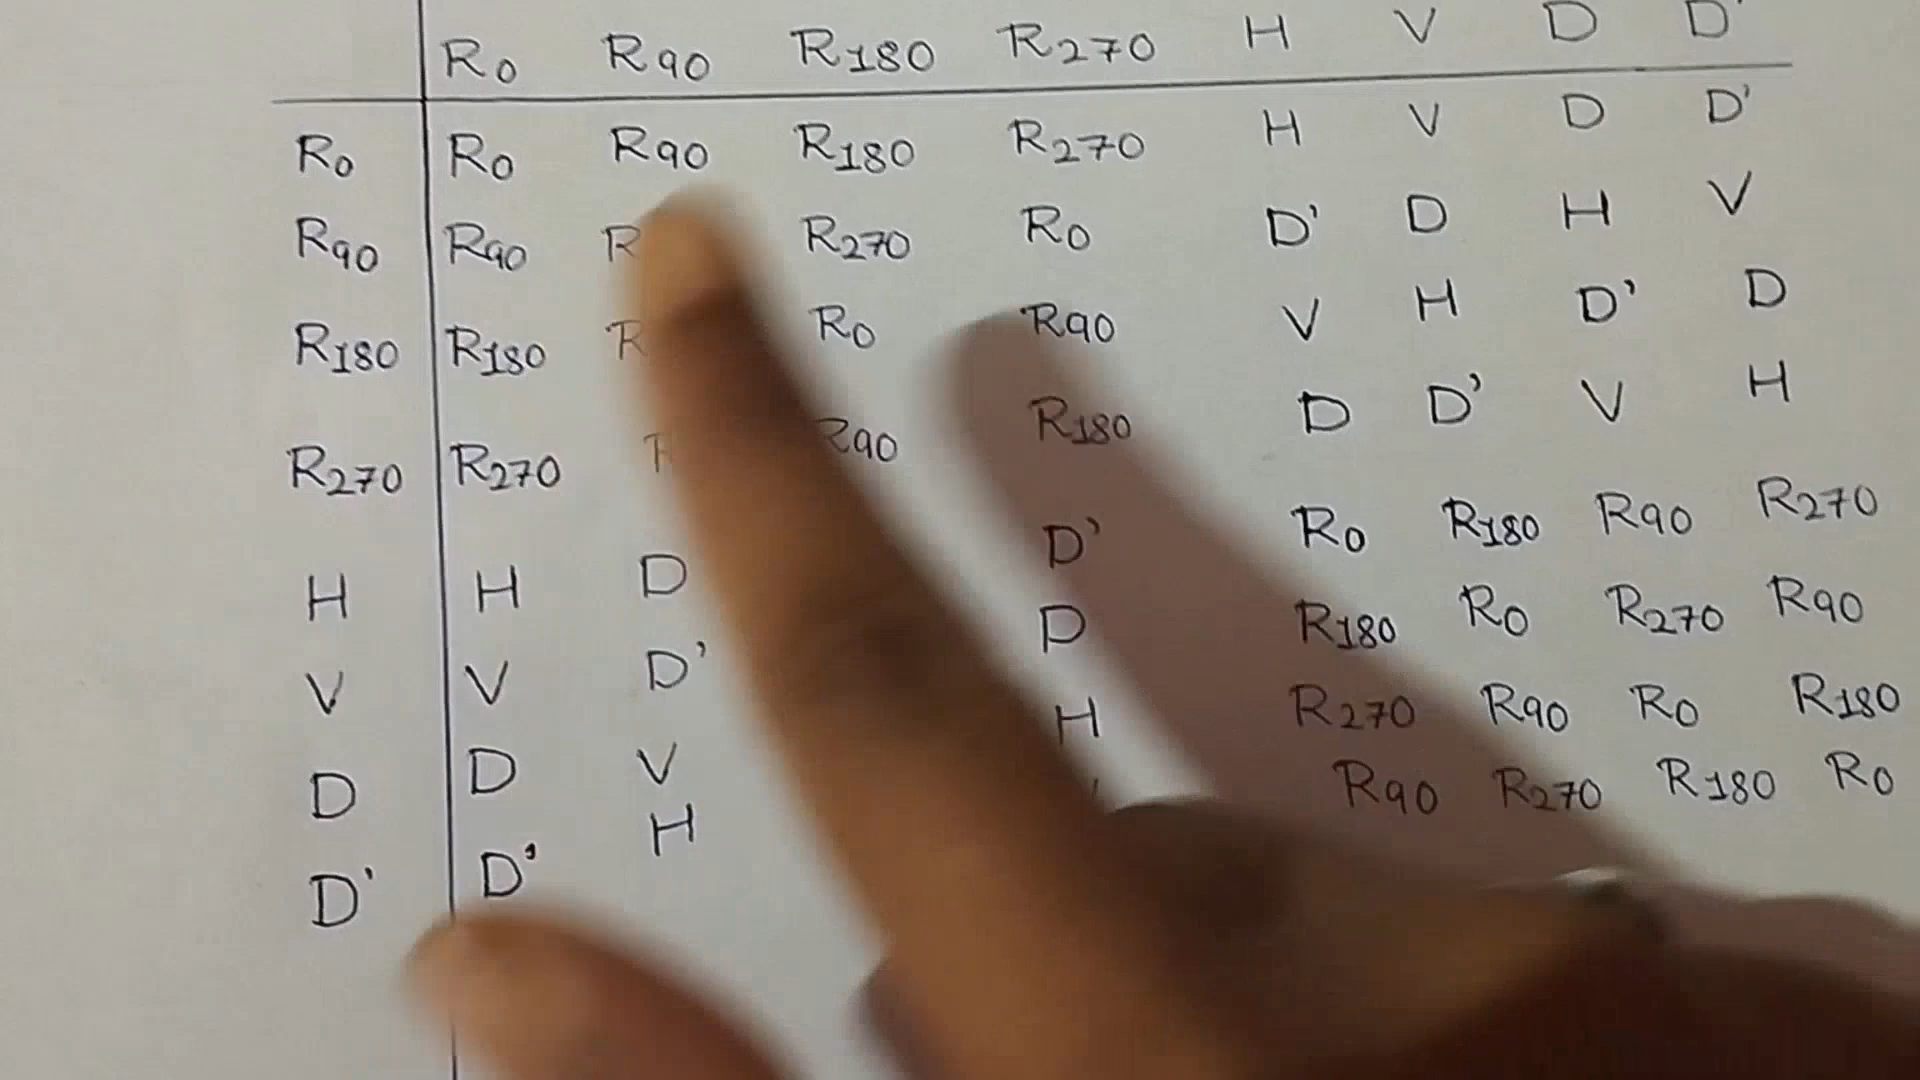 R0 R90 R180 R270 H V D D'
R0 R0 R90 R180 R270 H V D D'
R90 R90 R R270 R0 D' D H V
R180 R180 R R0 R90 V H D' D
R270 R270 R90 R180 D D' V H
H H D D' R0 R180 R90 R270
V V D' D R180 R0 R270 R90
D D V H R270 R90 R0 R180
D' D' H R90 R270 R180 R0